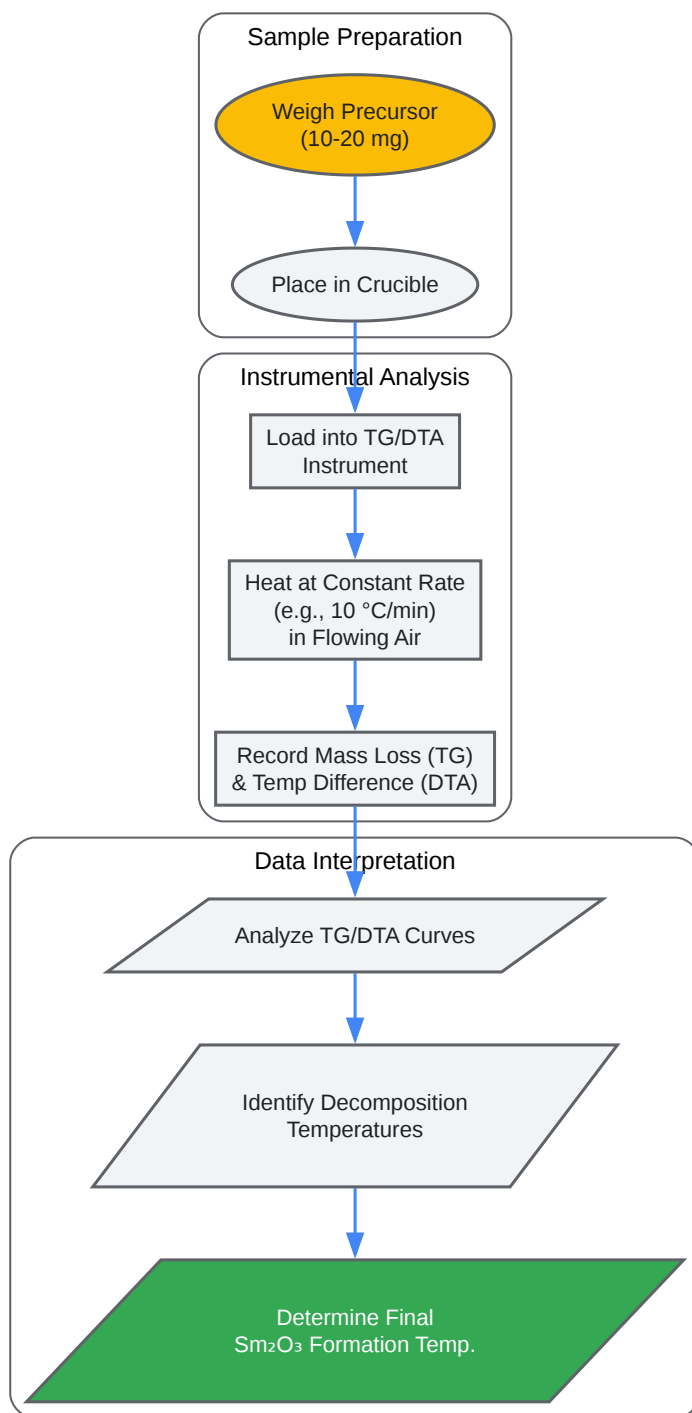 Sample Preparation
Weigh Precursor
(10-20 mg)
Place in Crucible
Instrumental Analysis
Load into TG/DTA
Instrument
Heat at Constant Rate
(e.g., 10 °C/min)
in Flowing Air
Record Mass Loss (TG)
& Temp Difference (DTA)
Data Interpretation
Analyze TG/DTA Curves
Identify Decomposition
Temperatures
Determine Final
Sm₂O₃ Formation Temp.